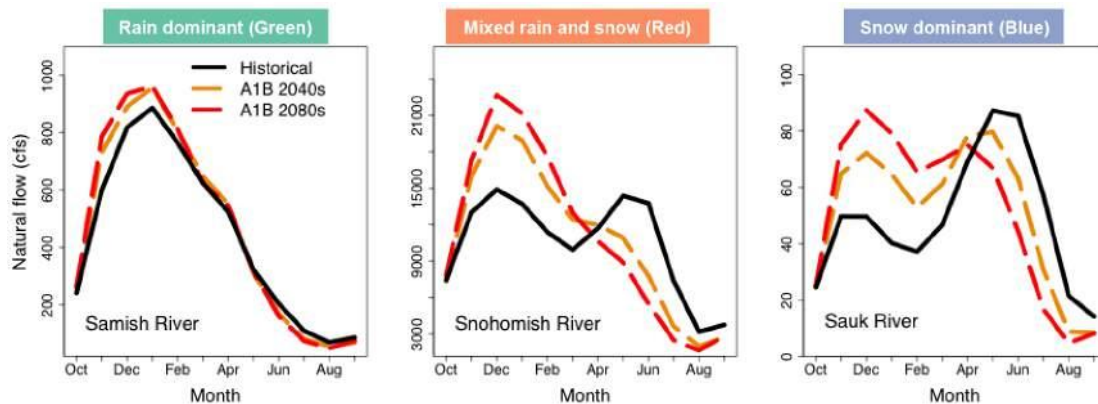 Rain dominant (Green)
Mixed rain and snow (Red)
Snow dominant (Blue)
Natural flow (cfs)
200
400
600
800
1000
Historical
A1B 2040s
A1B 2080s
Samish River
Oct
Dec
Feb
Apr
Jun
Aug
Month
3000
9000
15000
21000
Snohomish River
Oct
Dec
Feb
Apr
Jun
Aug
Month
0
20
40
60
80
100
Sauk River
Oct
Dec
Feb
Apr
Jun
Aug
Month